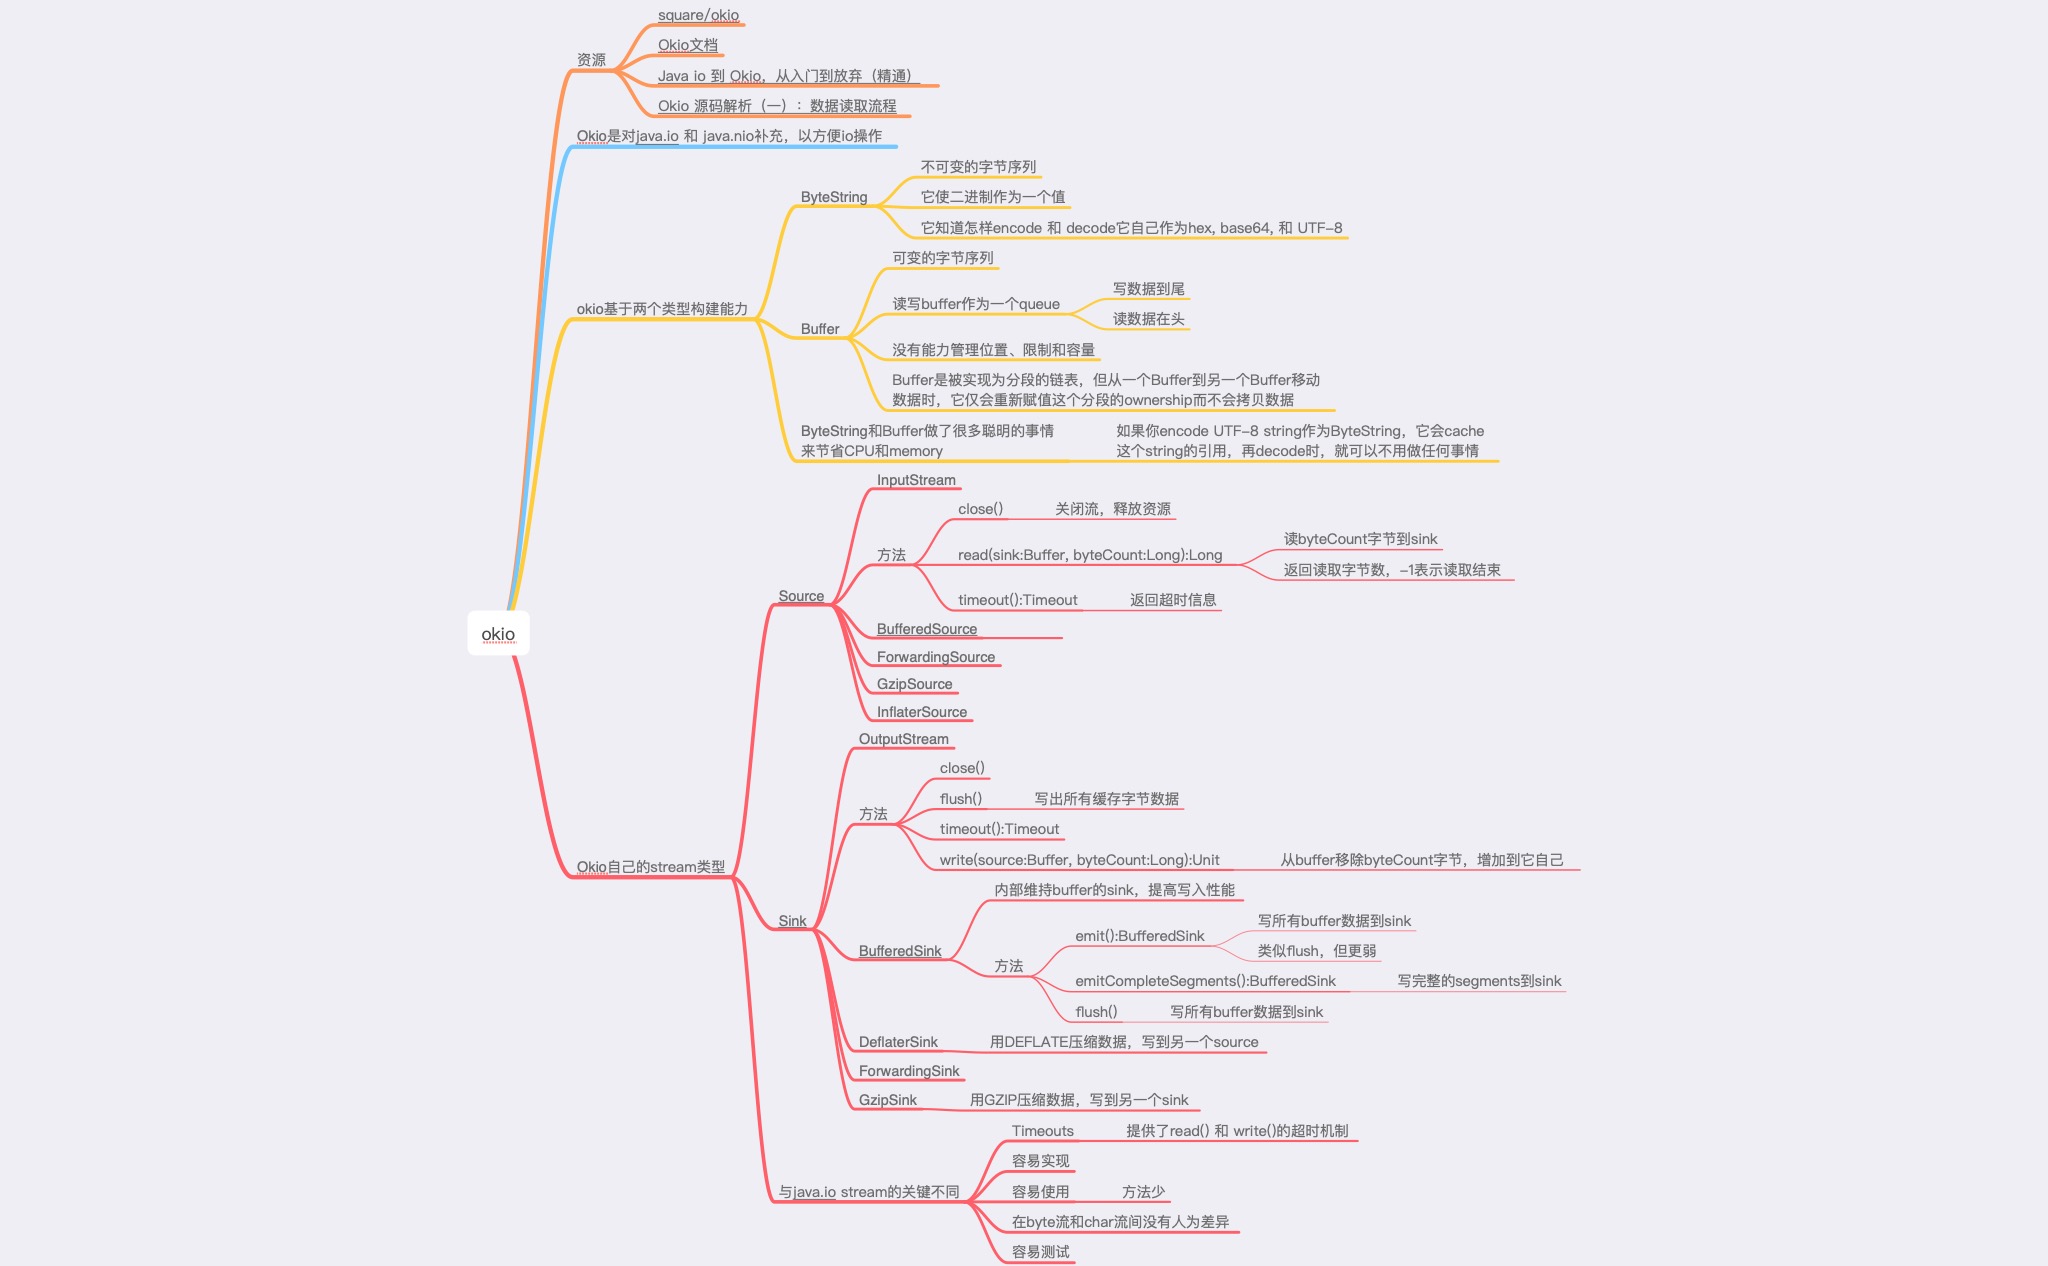 square/okio
Okio文档
资源
Java io 到 Okio，从入门到放弃（精通）
Okio 源码解析（一）：数据读取流程
Okio是对java.io 和 java.nio补充，以方便io操作
不可变的字节序列
ByteString
它使二进制作为一个值
它知道怎样encode 和 decode它自己作为hex, base64, 和 UTF-8
可变的字节序列
写数据到尾
读写buffer作为一个queue
okio基于两个类型构建能力
读数据在头
Buffer
没有能力管理位置、限制和容量
Buffer是被实现为分段的链表，但从一个Buffer到另一个Buffer移动
数据时，它仅会重新赋值这个分段的ownership而不会拷贝数据
ByteString和Buffer做了很多聪明的事情
来节省CPU和memory
如果你encode UTF-8 string作为ByteString，它会cache
这个string的引用，再decode时，就可以不用做任何事情
InputStream
close()
关闭流，释放资源
读byteCount字节到sink
方法
read(sink:Buffer, byteCount:Long):Long
返回读取字节数，-1表示读取结束
Source
timeout():Timeout
返回超时信息
BufferedSource
okio
ForwardingSource
GzipSource
InflaterSource
OutputStream
close()
flush()
写出所有缓存字节数据
方法
timeout():Timeout
write(source:Buffer, byteCount:Long):Unit
从buffer移除byteCount字节，增加到它自己
Okio自己的stream类型
内部维持buffer的sink，提高写入性能
Sink
写所有buffer数据到sink
emit():BufferedSink
BufferedSink
类似flush，但更弱
方法
emitCompleteSegments():BufferedSink
写完整的segments到sink
flush()
写所有buffer数据到sink
DeflaterSink
用DEFLATE压缩数据，写到另一个source
ForwardingSink
GzipSink
用GZIP压缩数据，写到另一个sink
Timeouts
提供了read() 和 write()的超时机制
容易实现
与java.io stream的关键不同
容易使用
方法少
在byte流和char流间没有人为差异
容易测试